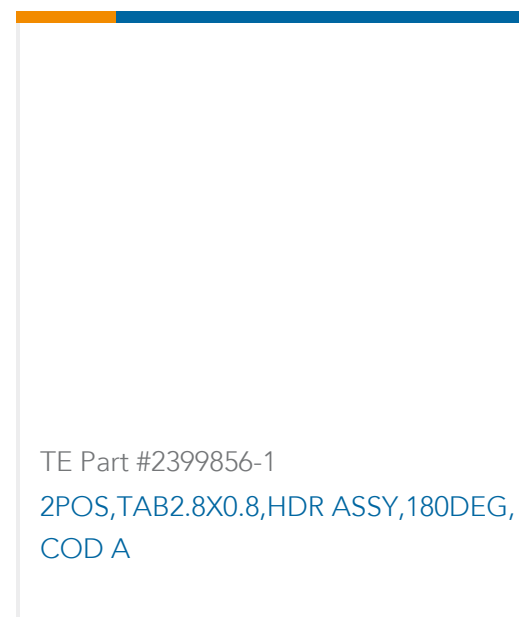 TE Part #2399856-1
2POS,TAB2.8X0.8,HDR ASSY,180DEG,
COD A